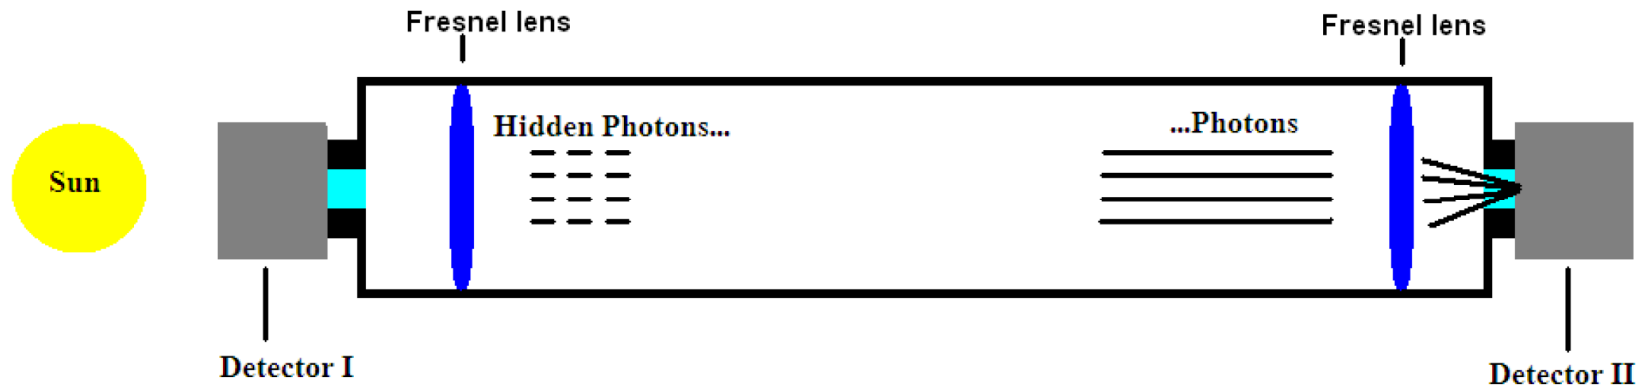 Fresnel lens
Fresnel lens
Hidden Photons...
...Photons
Sun
Detector I
Detector II